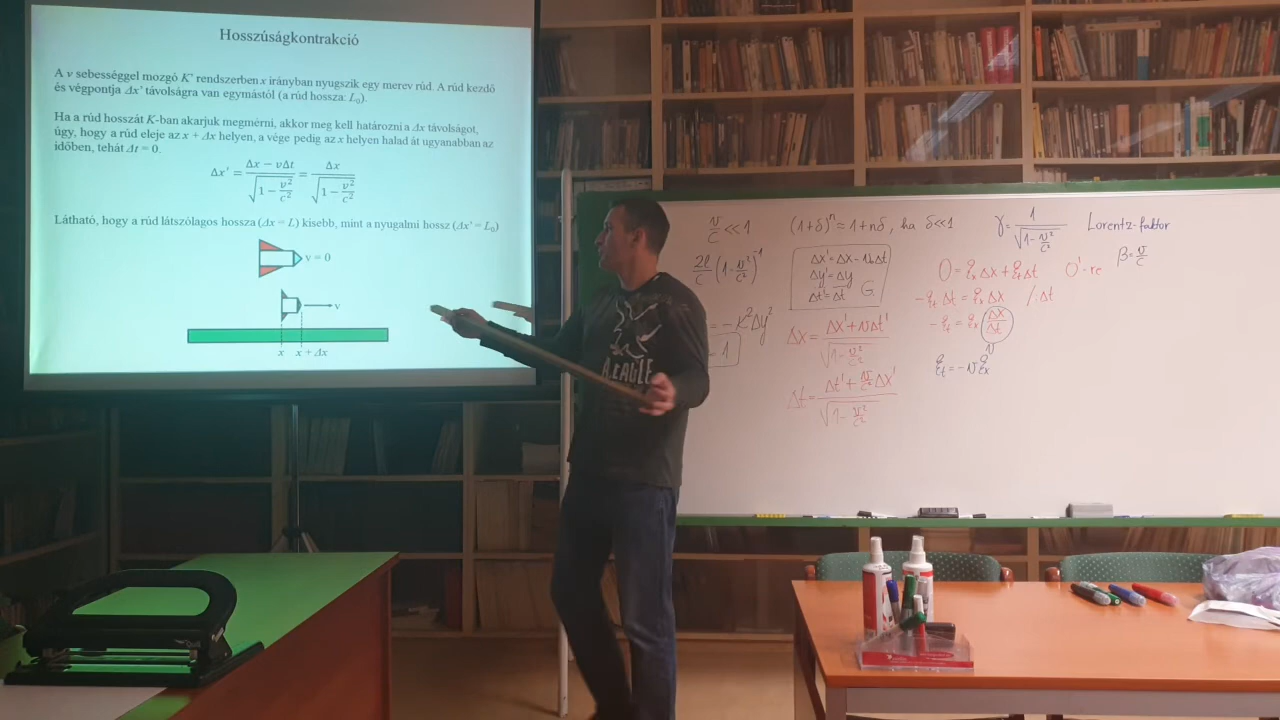 Hosszúságkontrakció
A v sebességgel mozgó K' rendszerben x irányban nyugszik egy merev rúd. A rúd kezdő
és végpontja Δx' távolságra van egymástól (a rúd hossza: L₀).
Ha a rúd hosszát K-ban akarjuk megmérni, akkor meg kell határozni a Δx távolságot,
úgy, hogy a rúd eleje az x + Δx helyen, a vége pedig az x helyen halad át ugyanabban az
időben, tehát Δt = 0.
Δx' = (Δx − vΔt)/√(1 − v²/c²) = Δx/√(1 − v²/c²)
Látható, hogy a rúd látszólagos hossza (Δx = L) kisebb, mint a nyugalmi hossz (Δx' = L₀)
v = 0
v
x x + Δx
v/c << 1 (1+δ)ⁿ ≈ 1+nδ, ha δ<<1 γ = 1/√(1−v²/c²) Lorentz-faktor
β = v/c
2l/c (1−v²/c²)⁻¹
Δx' = Δx − vΔt
Δy' = Δy
Δt' = Δt G
= −K²Δy²
1
Δx = (Δx' + vΔt')/√(1−v²/c²)
Δt = (Δt' + v/c² Δx')/√(1−v²/c²)
Δx + Δt O'-re
Δt = Δx /:Δt
Δx/Δt
v
A EAGLE